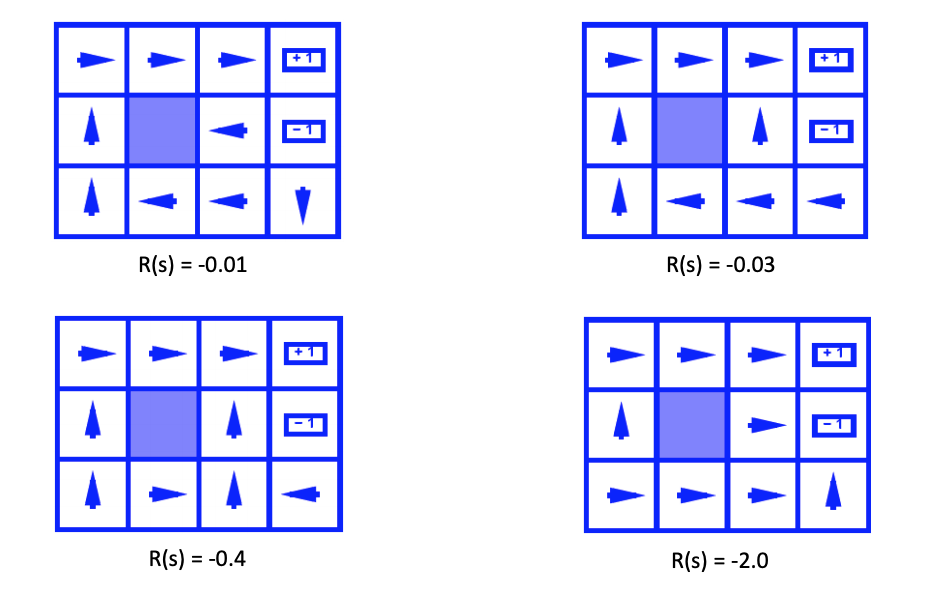 + 1
+ 1
- 1
- 1
R(s) = -0.01
R(s) = -0.03
+ 1
+ 1
- 1
- 1
R(s) = -0.4
R(s) = -2.0